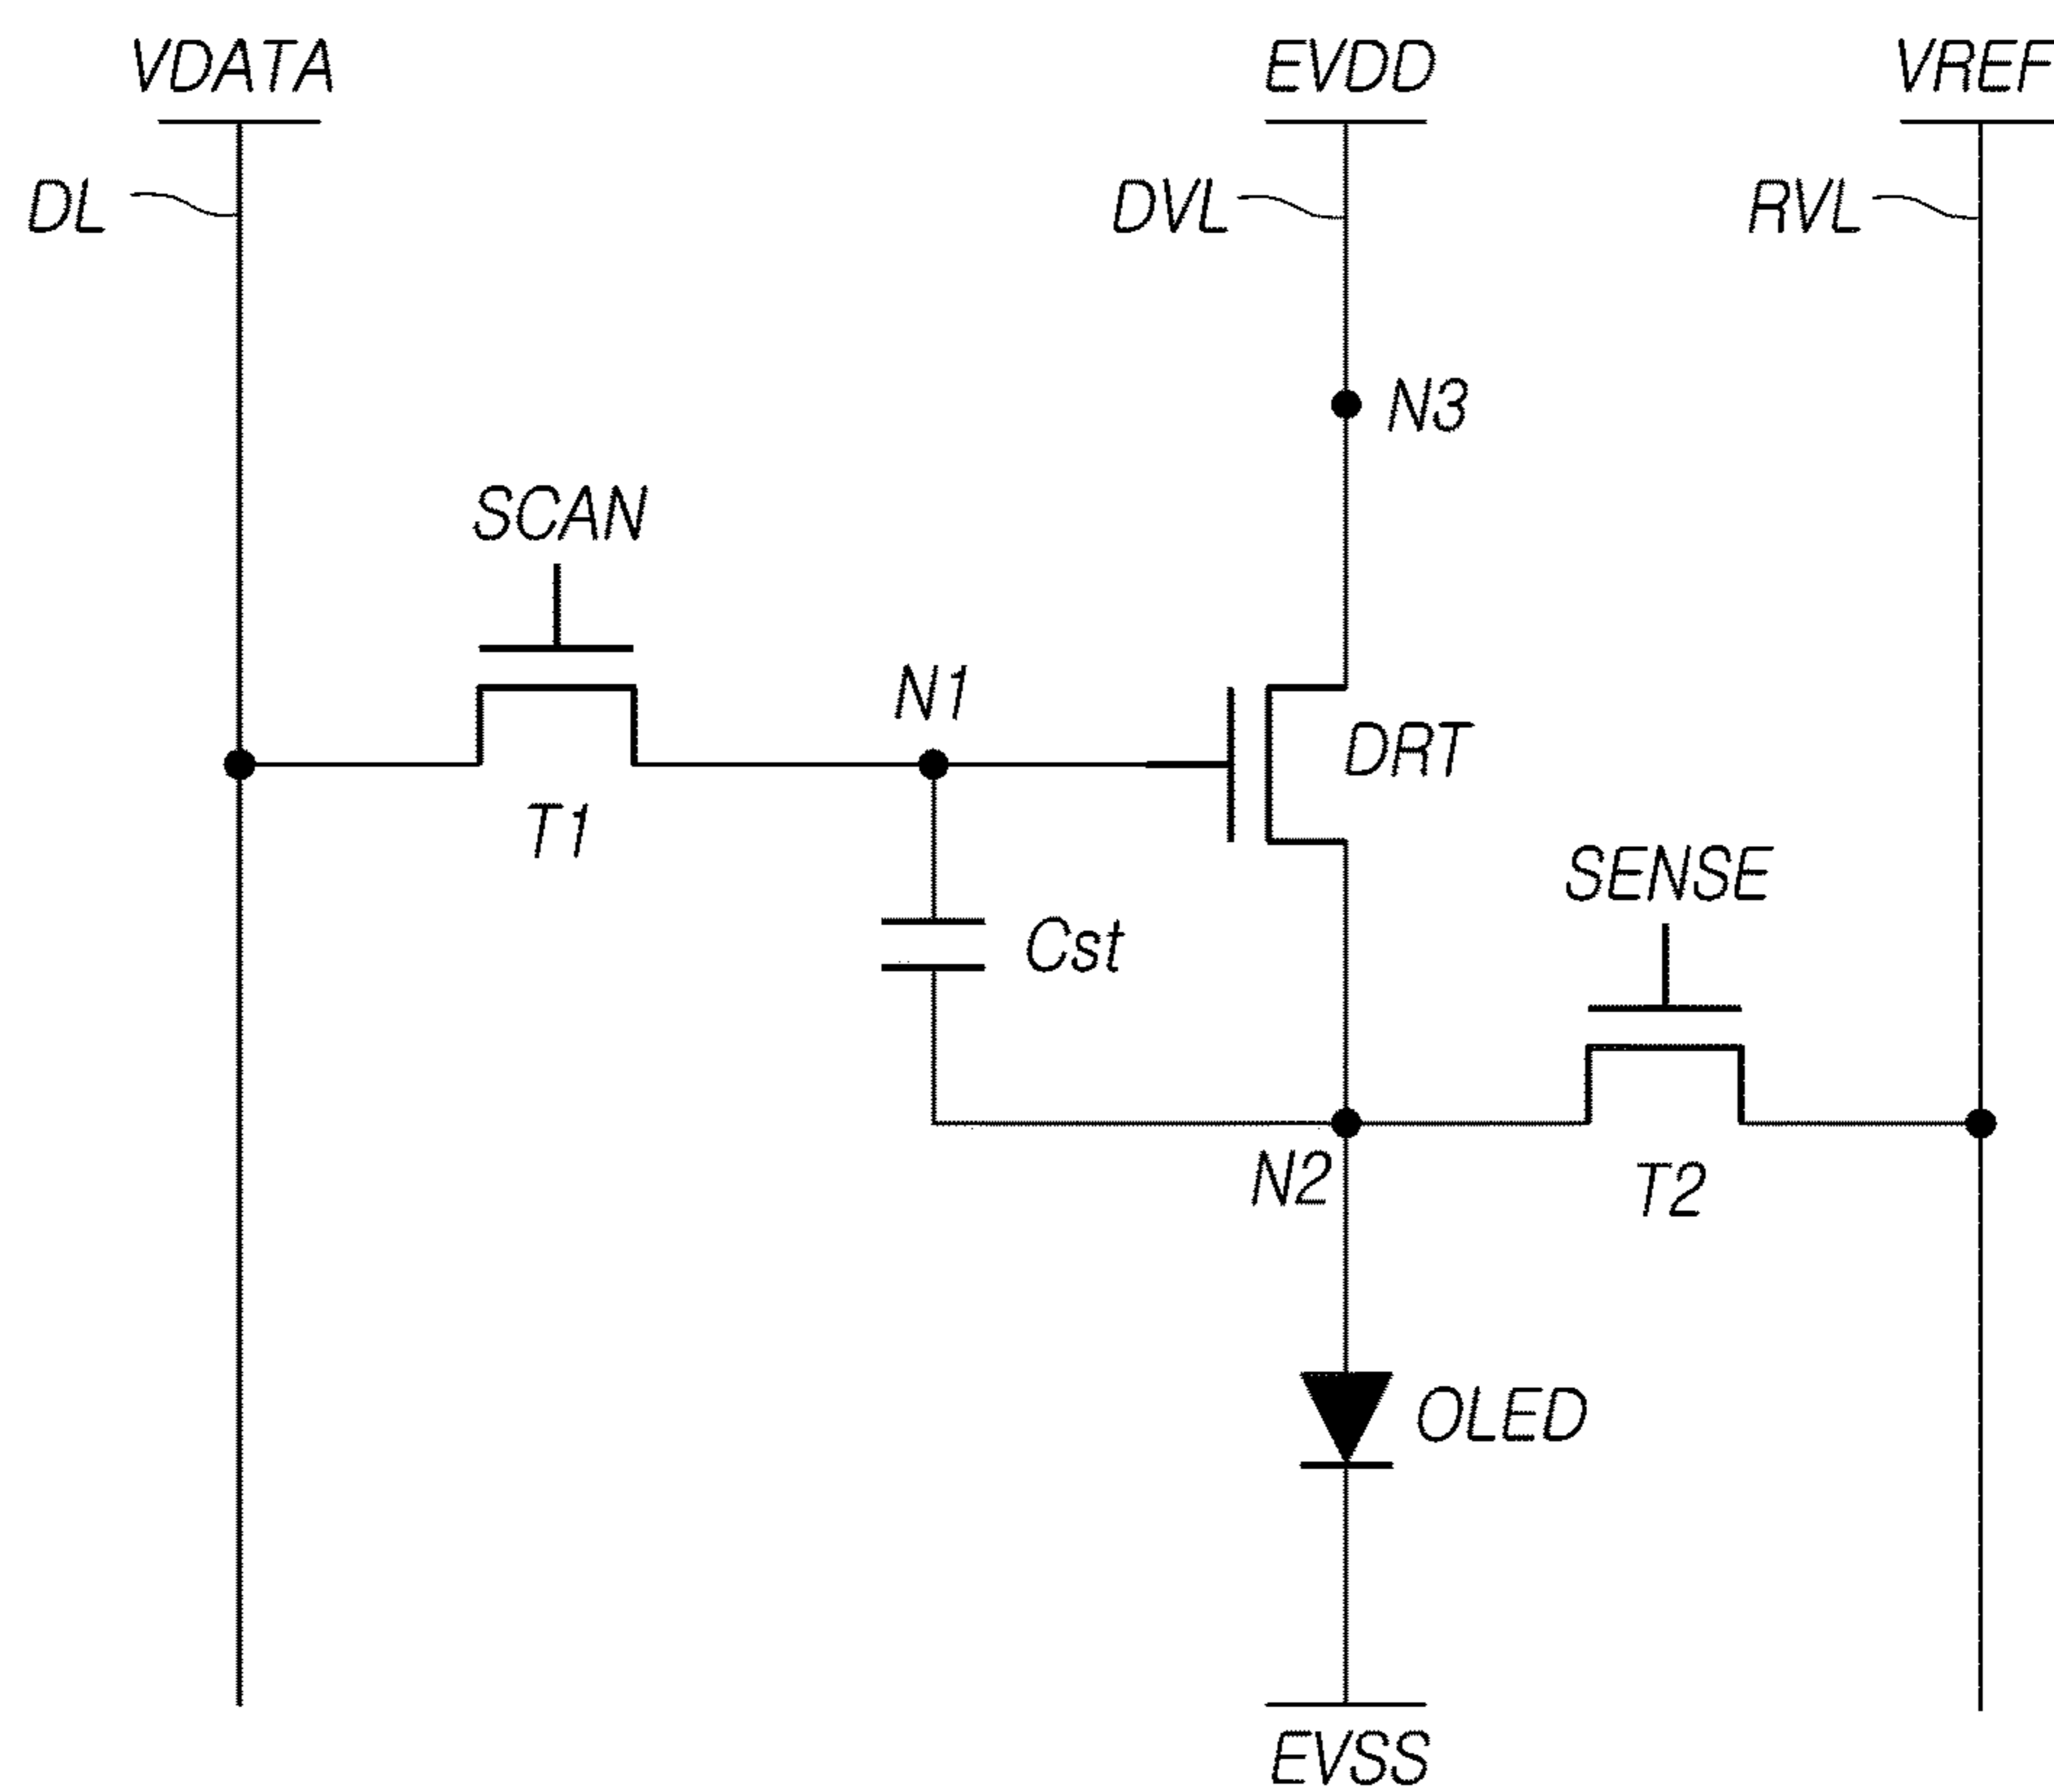 VDATA
EVDD
VREF
DL
DVL
RVL
N3
SCAN
N1
DRT
T1
SENSE
Cst
N2
T2
OLED
EVSS